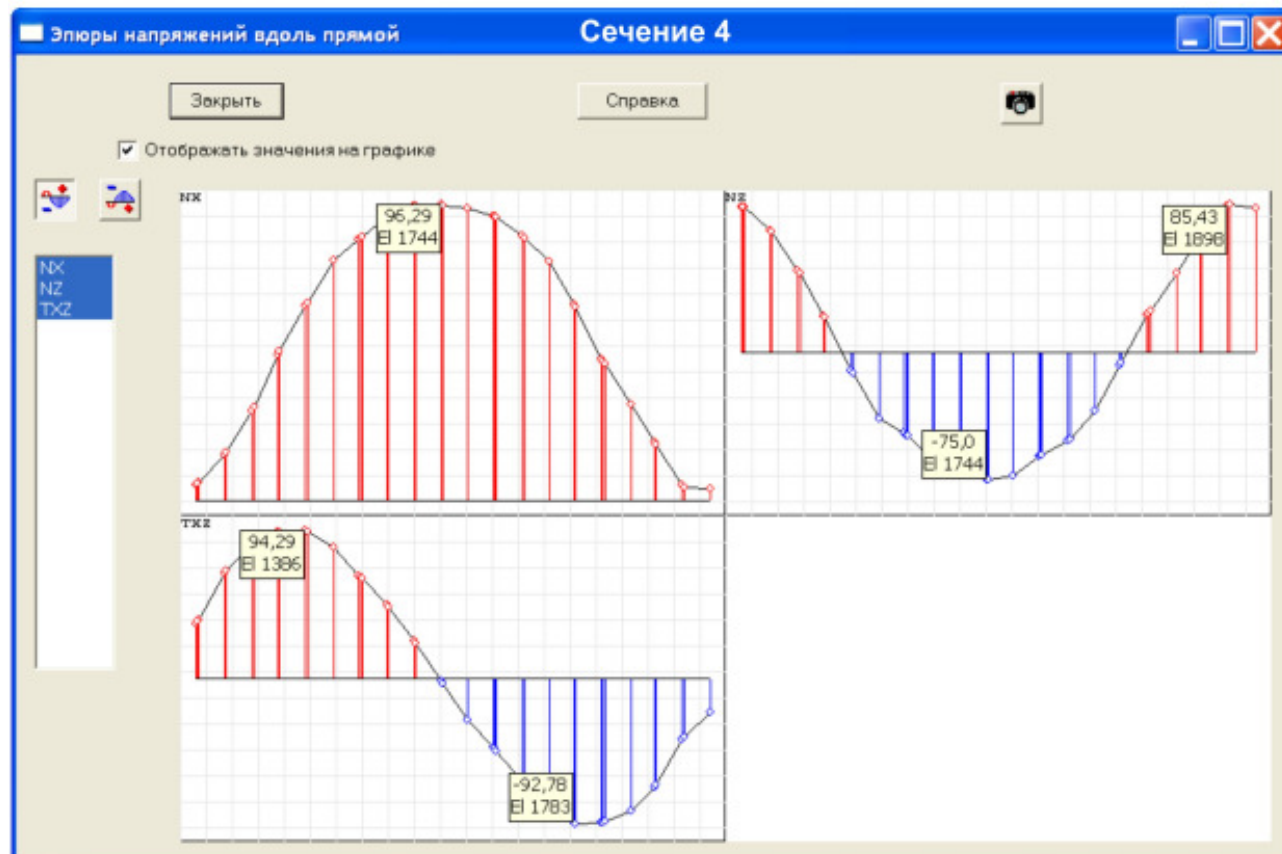 Эпюры напряжений вдоль прямой
Сечение 4
Закрыть
Справка
Отображать значения на графике
NX
NZ
TXZ
NX
96,29
El 1744
NZ
85,43
El 1898
-75,0
El 1744
TXZ
94,29
El 1386
-92,78
El 1783